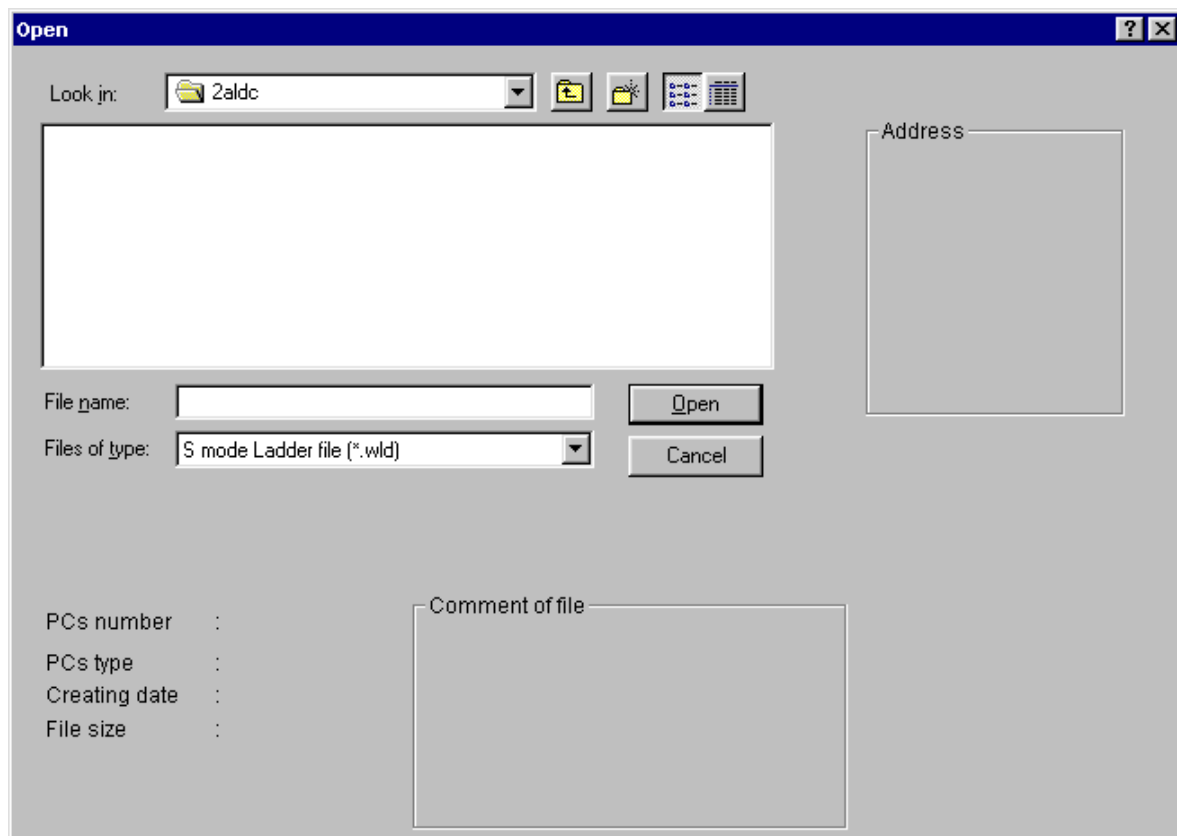 Open
Look in:
2aldc
Address
File name:
Open
Files of type:
S mode Ladder file (*.wld)
Cancel
Comment of file
PCs number :
PCs type :
Creating date :
File size :